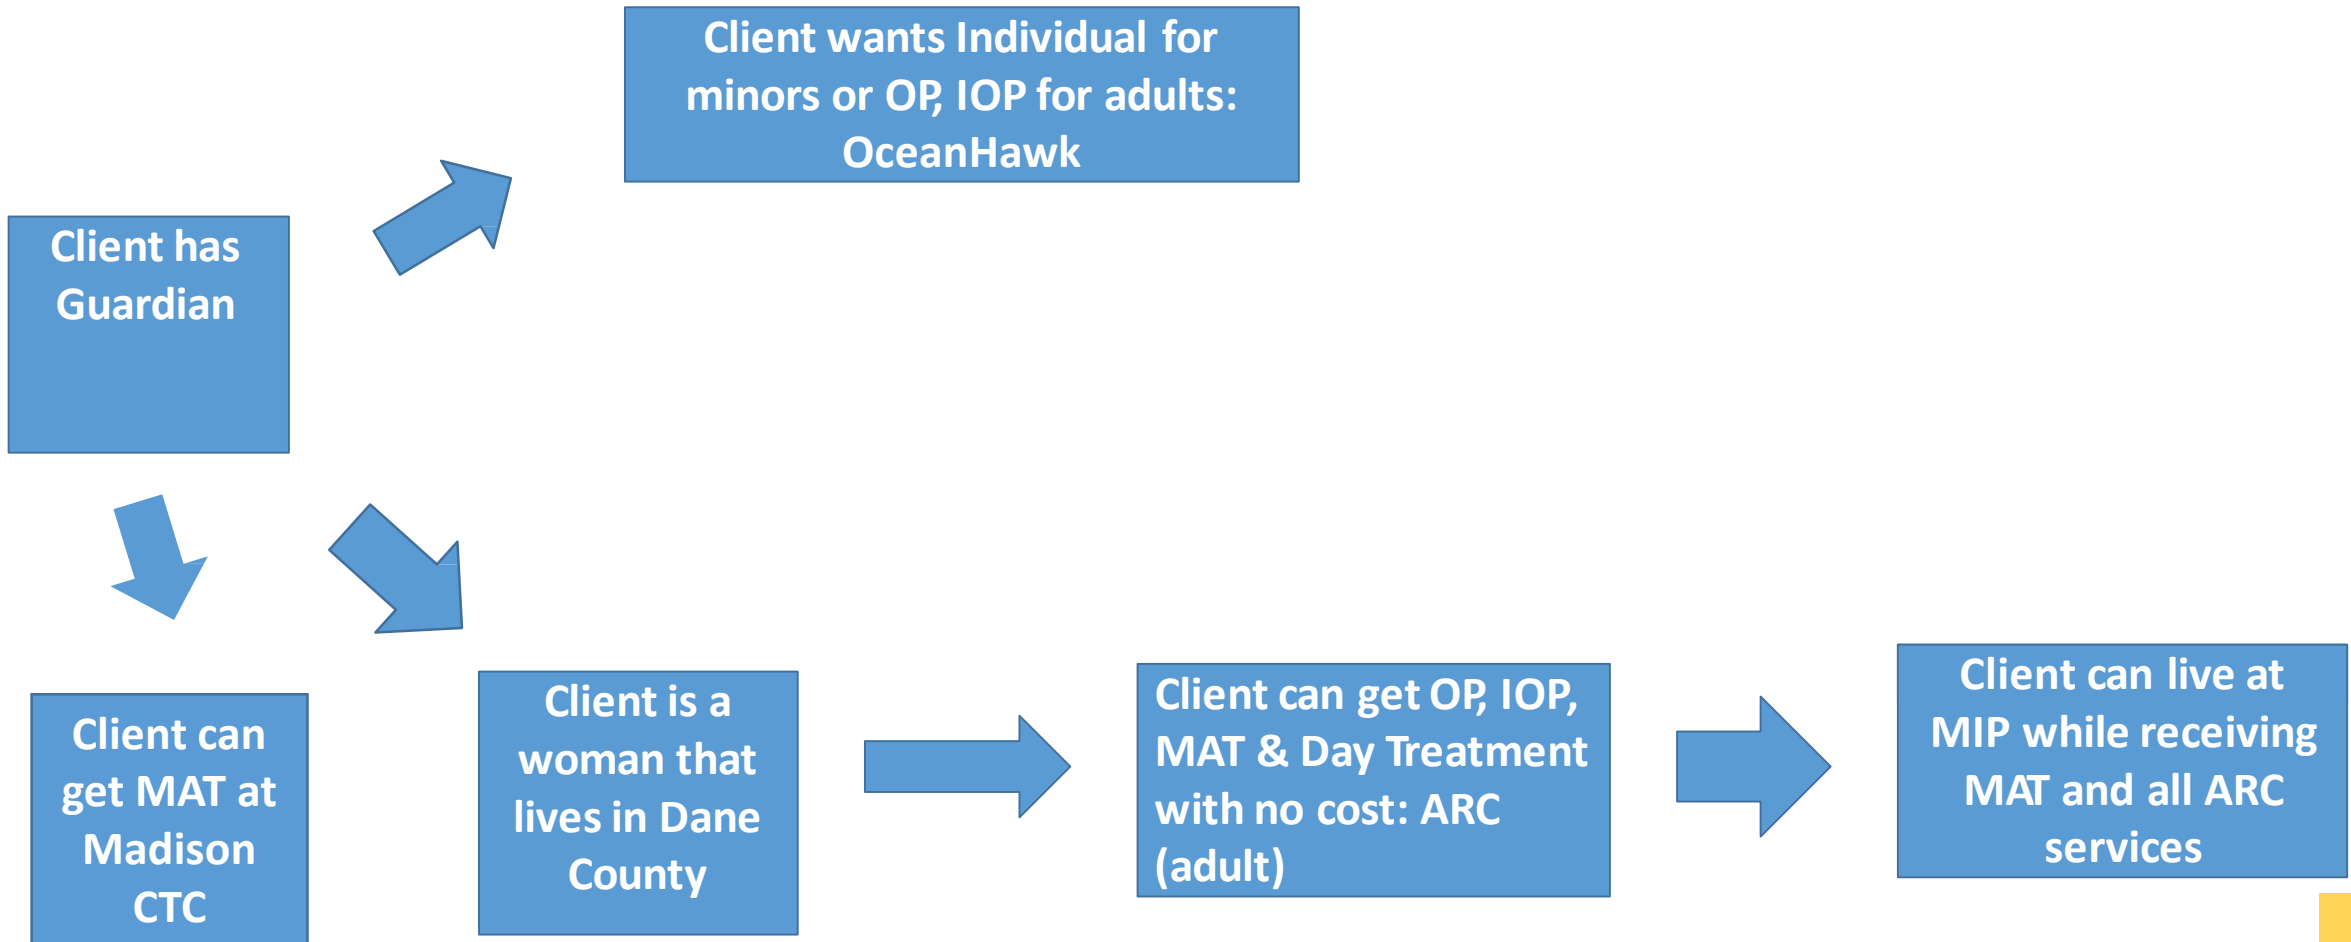 Client wants Individual for
minors or OP, IOP for adults:
OceanHawk
Client has
Guardian
Client can
get MAT at
Madison
CTC
Client is a
woman that
lives in Dane
County
Client can get OP, IOP,
MAT & Day Treatment
with no cost: ARC
(adult)
Client can live at
MIP while receiving
MAT and all ARC
services